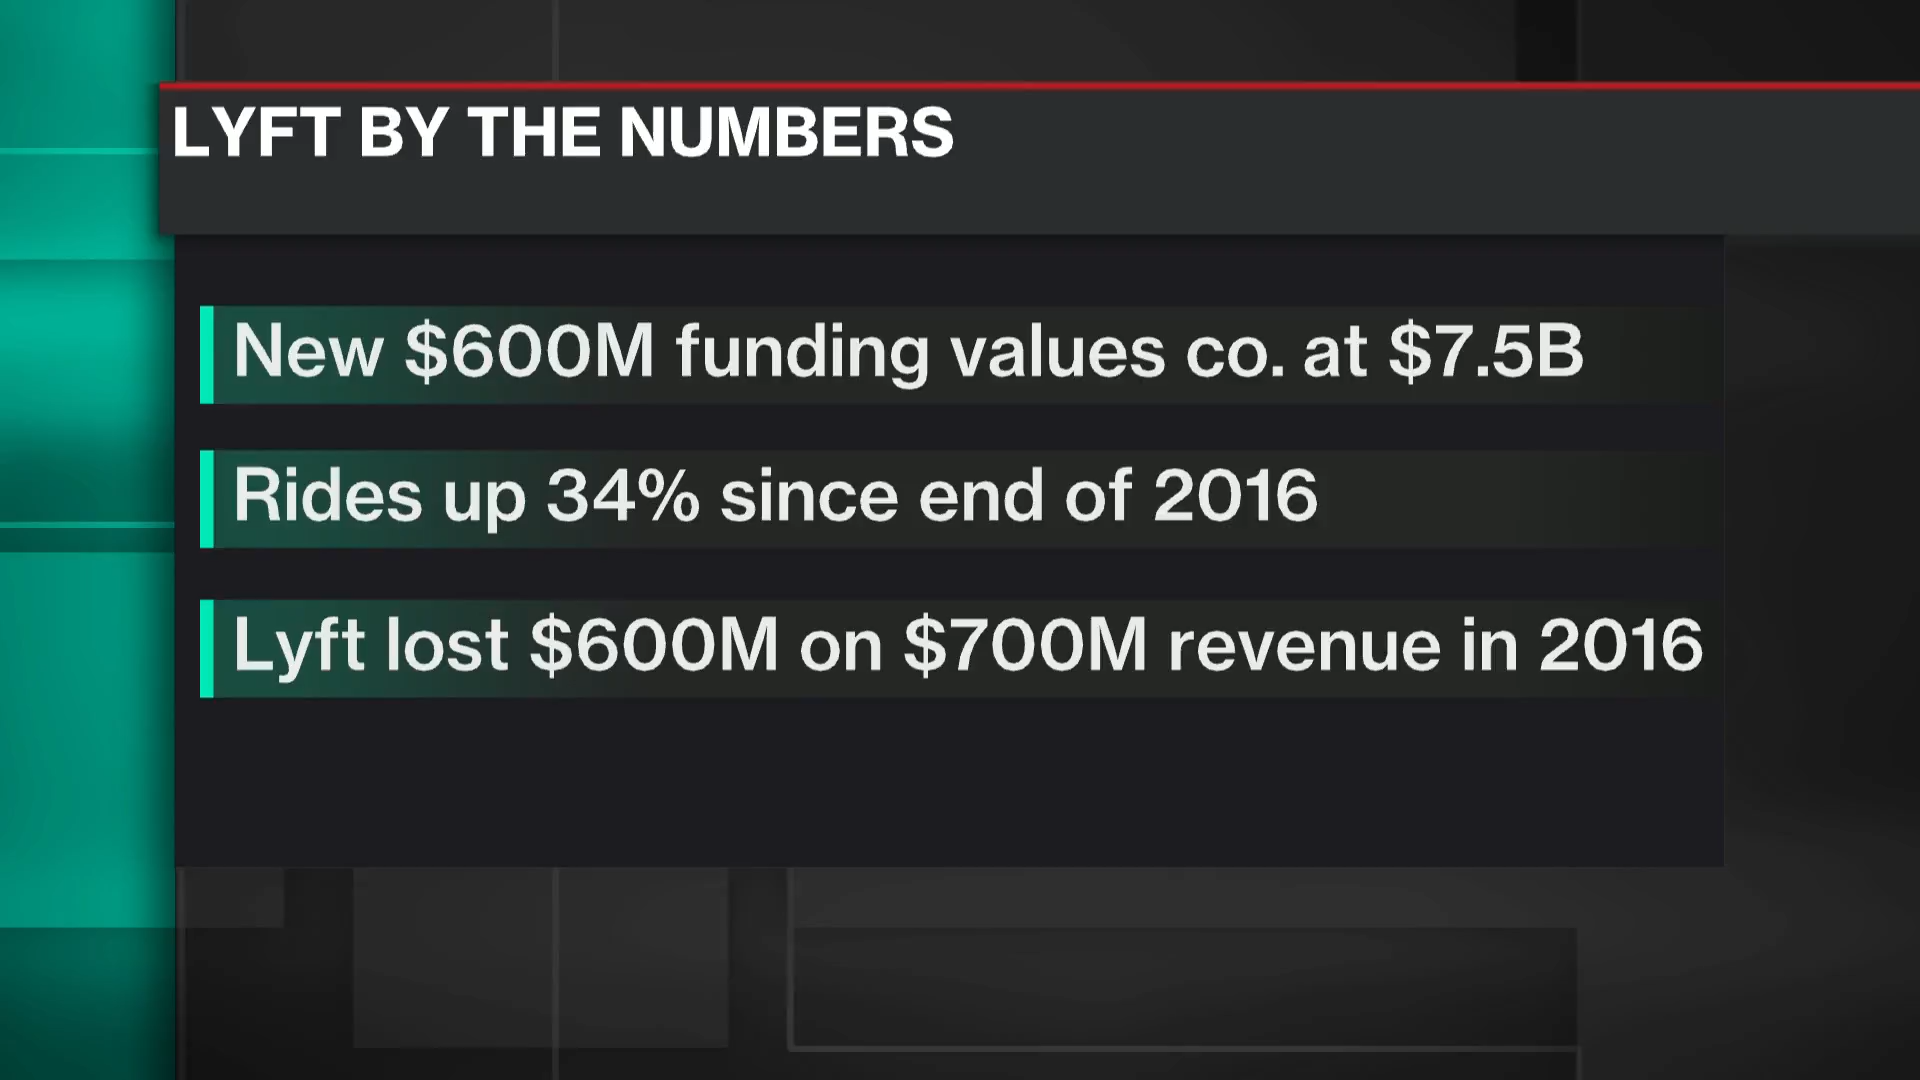 LYFT BY THE NUMBERS
New $600M funding values co. at $7.5B
Rides up 34% since end of 2016
Lyft lost $600M on $700M revenue in 2016